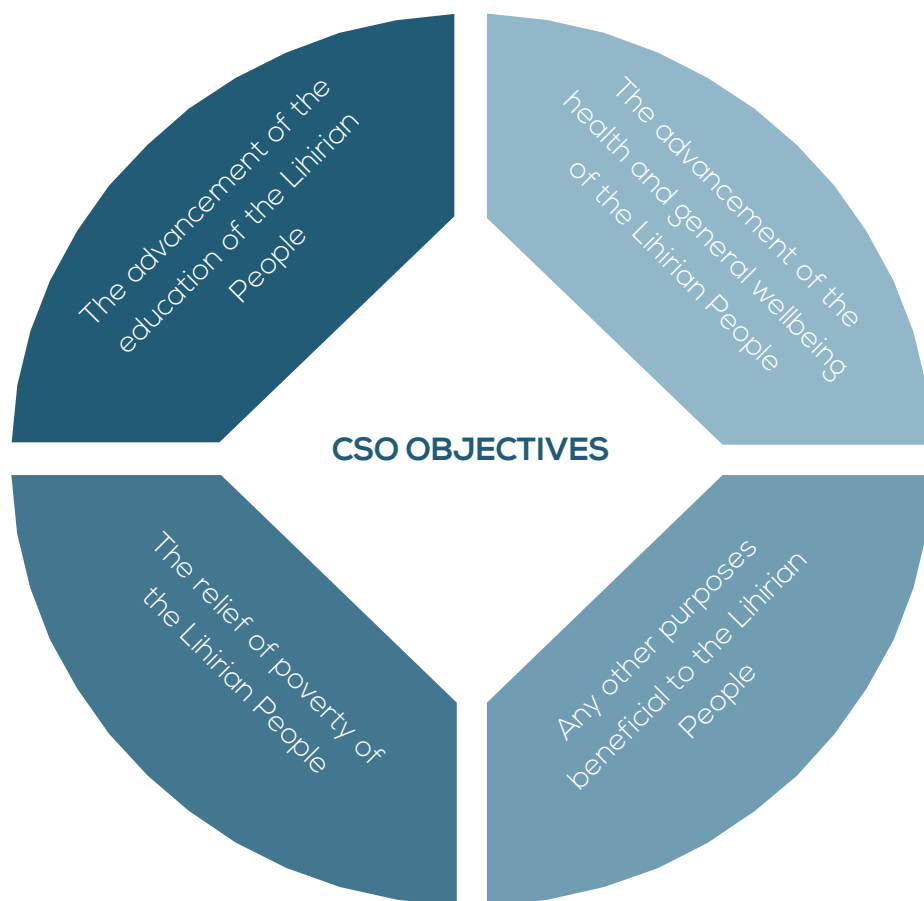 The advancement of the
education of the Lihirian
People
The advancement of the
health and general wellbeing
of the Lihirian People
CSO OBJECTIVES
The relief of poverty of
the Lihirian People
Any other purposes
beneficial to the Lihirian
People